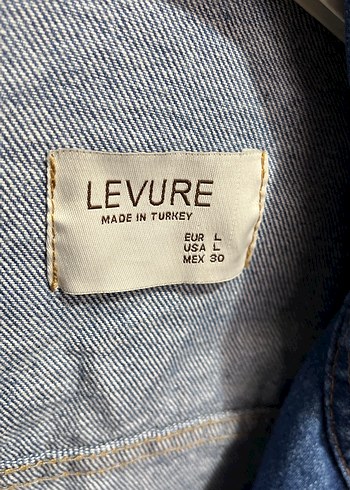 LEVURE
MADE IN TURKEY
EUR L
USA L
MEX 30